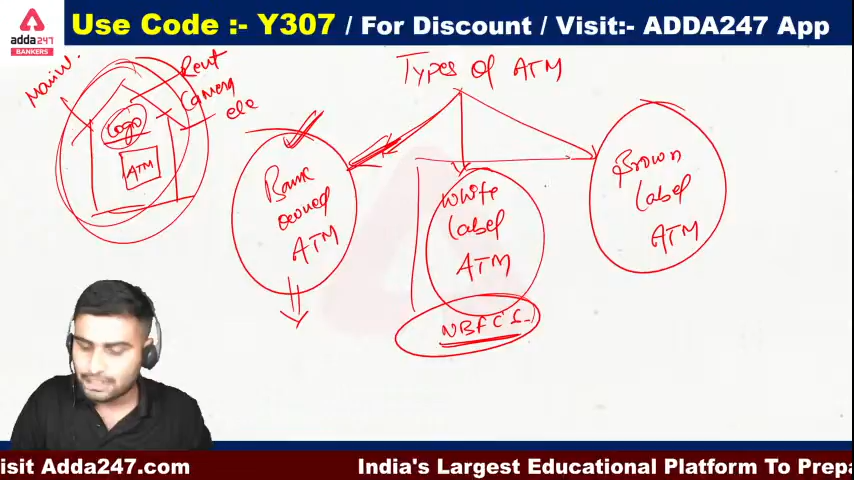 adda247
BANKERS
Use Code :- Y307 / For Discount / Visit:- ADDA247 App
Types of ATM
Rent
Camera
Logo
ATM
Bank
owned
ATM
White
label
ATM
NBFC
Brown
label
ATM
isit Adda247.com
India's Largest Educational Platform To Prepa